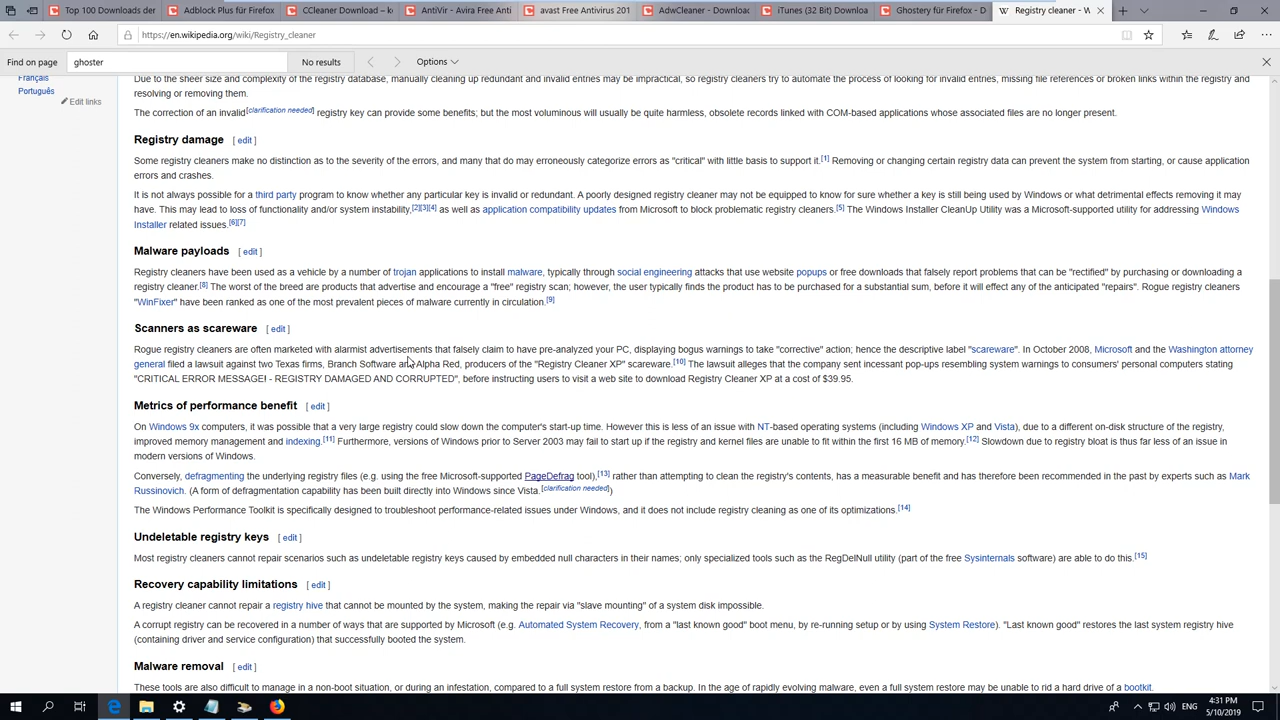 Top 100 Downloads der
Adblock Plus für Firefox
CCleaner Download – k
AntiVir - Avira Free Anti
avast Free Antivirus 201
AdwCleaner - Download
iTunes (32 Bit) Downloa
Ghostery für Firefox - D
Registry cleaner - W
https://en.wikipedia.org/wiki/Registry_cleaner
Find on page
ghoster
No results
Options
Français
Português
Edit links
Due to the sheer size and complexity of the registry database, manually cleaning up redundant and invalid entries may be impractical, so registry cleaners try to automate the process of looking for invalid entries, missing file references or broken links within the registry and
resolving or removing them.
The correction of an invalid[clarification needed] registry key can provide some benefits; but the most voluminous will usually be quite harmless, obsolete records linked with COM-based applications whose associated files are no longer present.
Registry damage [ edit ]
Some registry cleaners make no distinction as to the severity of the errors, and many that do may erroneously categorize errors as "critical" with little basis to support it.[1] Removing or changing certain registry data can prevent the system from starting, or cause application
errors and crashes.
It is not always possible for a third party program to know whether any particular key is invalid or redundant. A poorly designed registry cleaner may not be equipped to know for sure whether a key is still being used by Windows or what detrimental effects removing it may
have. This may lead to loss of functionality and/or system instability,[2][3][4] as well as application compatibility updates from Microsoft to block problematic registry cleaners.[5] The Windows Installer CleanUp Utility was a Microsoft-supported utility for addressing Windows
Installer related issues.[6][7]
Malware payloads [ edit ]
Registry cleaners have been used as a vehicle by a number of trojan applications to install malware, typically through social engineering attacks that use website popups or free downloads that falsely report problems that can be "rectified" by purchasing or downloading a
registry cleaner.[8] The worst of the breed are products that advertise and encourage a "free" registry scan; however, the user typically finds the product has to be purchased for a substantial sum, before it will effect any of the anticipated "repairs". Rogue registry cleaners
"WinFixer" have been ranked as one of the most prevalent pieces of malware currently in circulation.[9]
Scanners as scareware [ edit ]
Rogue registry cleaners are often marketed with alarmist advertisements that falsely claim to have pre-analyzed your PC, displaying bogus warnings to take "corrective" action; hence the descriptive label "scareware". In October 2008, Microsoft and the Washington attorney
general filed a lawsuit against two Texas firms, Branch Software and Alpha Red, producers of the "Registry Cleaner XP" scareware.[10] The lawsuit alleges that the company sent incessant pop-ups resembling system warnings to consumers' personal computers stating
"CRITICAL ERROR MESSAGE! - REGISTRY DAMAGED AND CORRUPTED", before instructing users to visit a web site to download Registry Cleaner XP at a cost of $39.95.
Metrics of performance benefit [ edit ]
On Windows 9x computers, it was possible that a very large registry could slow down the computer's start-up time. However this is less of an issue with NT-based operating systems (including Windows XP and Vista), due to a different on-disk structure of the registry,
improved memory management and indexing.[11] Furthermore, versions of Windows prior to Server 2003 may fail to start up if the registry and kernel files are unable to fit within the first 16 MB of memory.[12] Slowdown due to registry bloat is thus far less of an issue in
modern versions of Windows.
Conversely, defragmenting the underlying registry files (e.g. using the free Microsoft-supported PageDefrag tool),[13] rather than attempting to clean the registry's contents, has a measurable benefit and has therefore been recommended in the past by experts such as Mark
Russinovich. (A form of defragmentation capability has been built directly into Windows since Vista.[clarification needed])
The Windows Performance Toolkit is specifically designed to troubleshoot performance-related issues under Windows, and it does not include registry cleaning as one of its optimizations.[14]
Undeletable registry keys [ edit ]
Most registry cleaners cannot repair scenarios such as undeletable registry keys caused by embedded null characters in their names; only specialized tools such as the RegDelNull utility (part of the free Sysinternals software) are able to do this.[15]
Recovery capability limitations [ edit ]
A registry cleaner cannot repair a registry hive that cannot be mounted by the system, making the repair via "slave mounting" of a system disk impossible.
A corrupt registry can be recovered in a number of ways that are supported by Microsoft (e.g. Automated System Recovery, from a "last known good" boot menu, by re-running setup or by using System Restore). "Last known good" restores the last system registry hive
(containing driver and service configuration) that successfully booted the system.
Malware removal [ edit ]
These tools are also difficult to manage in a non-boot situation, or during an infestation, compared to a full system restore from a backup. In the age of rapidly evolving malware, even a full system restore may be unable to rid a hard drive of a bootkit.
ENG
4:31 PM
5/10/2019